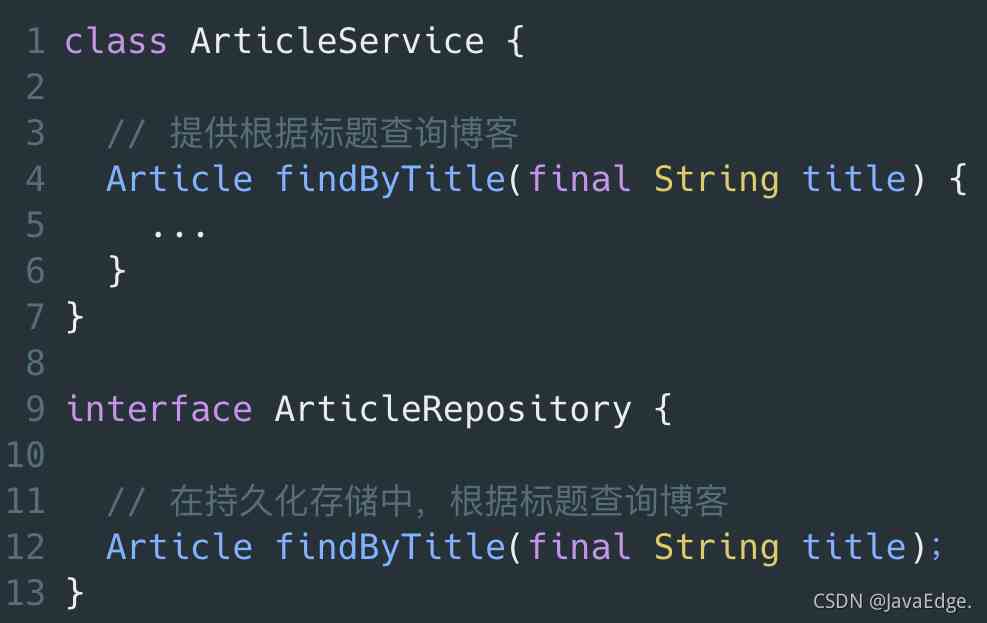 1 class ArticleService {
2
3   // 提供根据标题查询博客
4   Article findByTitle(final String title) {
5     ...
6   }
7 }
8
9 interface ArticleRepository {
10
11   // 在持久化存储中，根据标题查询博客
12   Article findByTitle(final String title);
13 }
CSDN @JavaEdge.